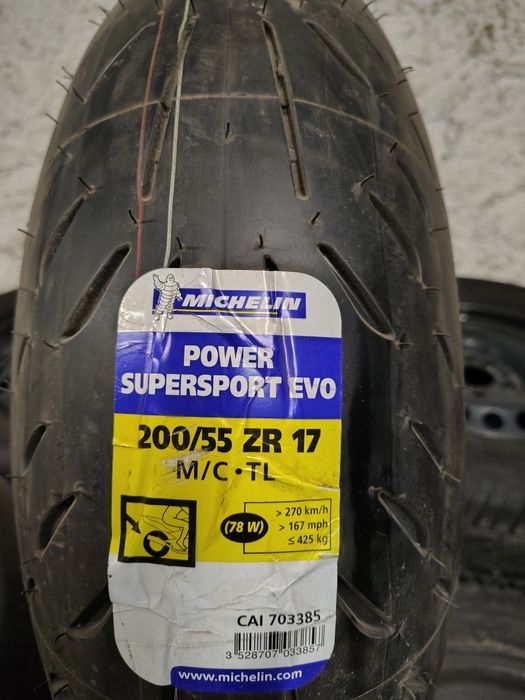 MICHELIN
POWER
SUPERSPORT EVO
200/55 ZR 17
M/C • TL
(78 W)
> 270 km/h
> 167 mph
≤ 425 kg
CAI 703385
3 528707 033857
www.michelin.com